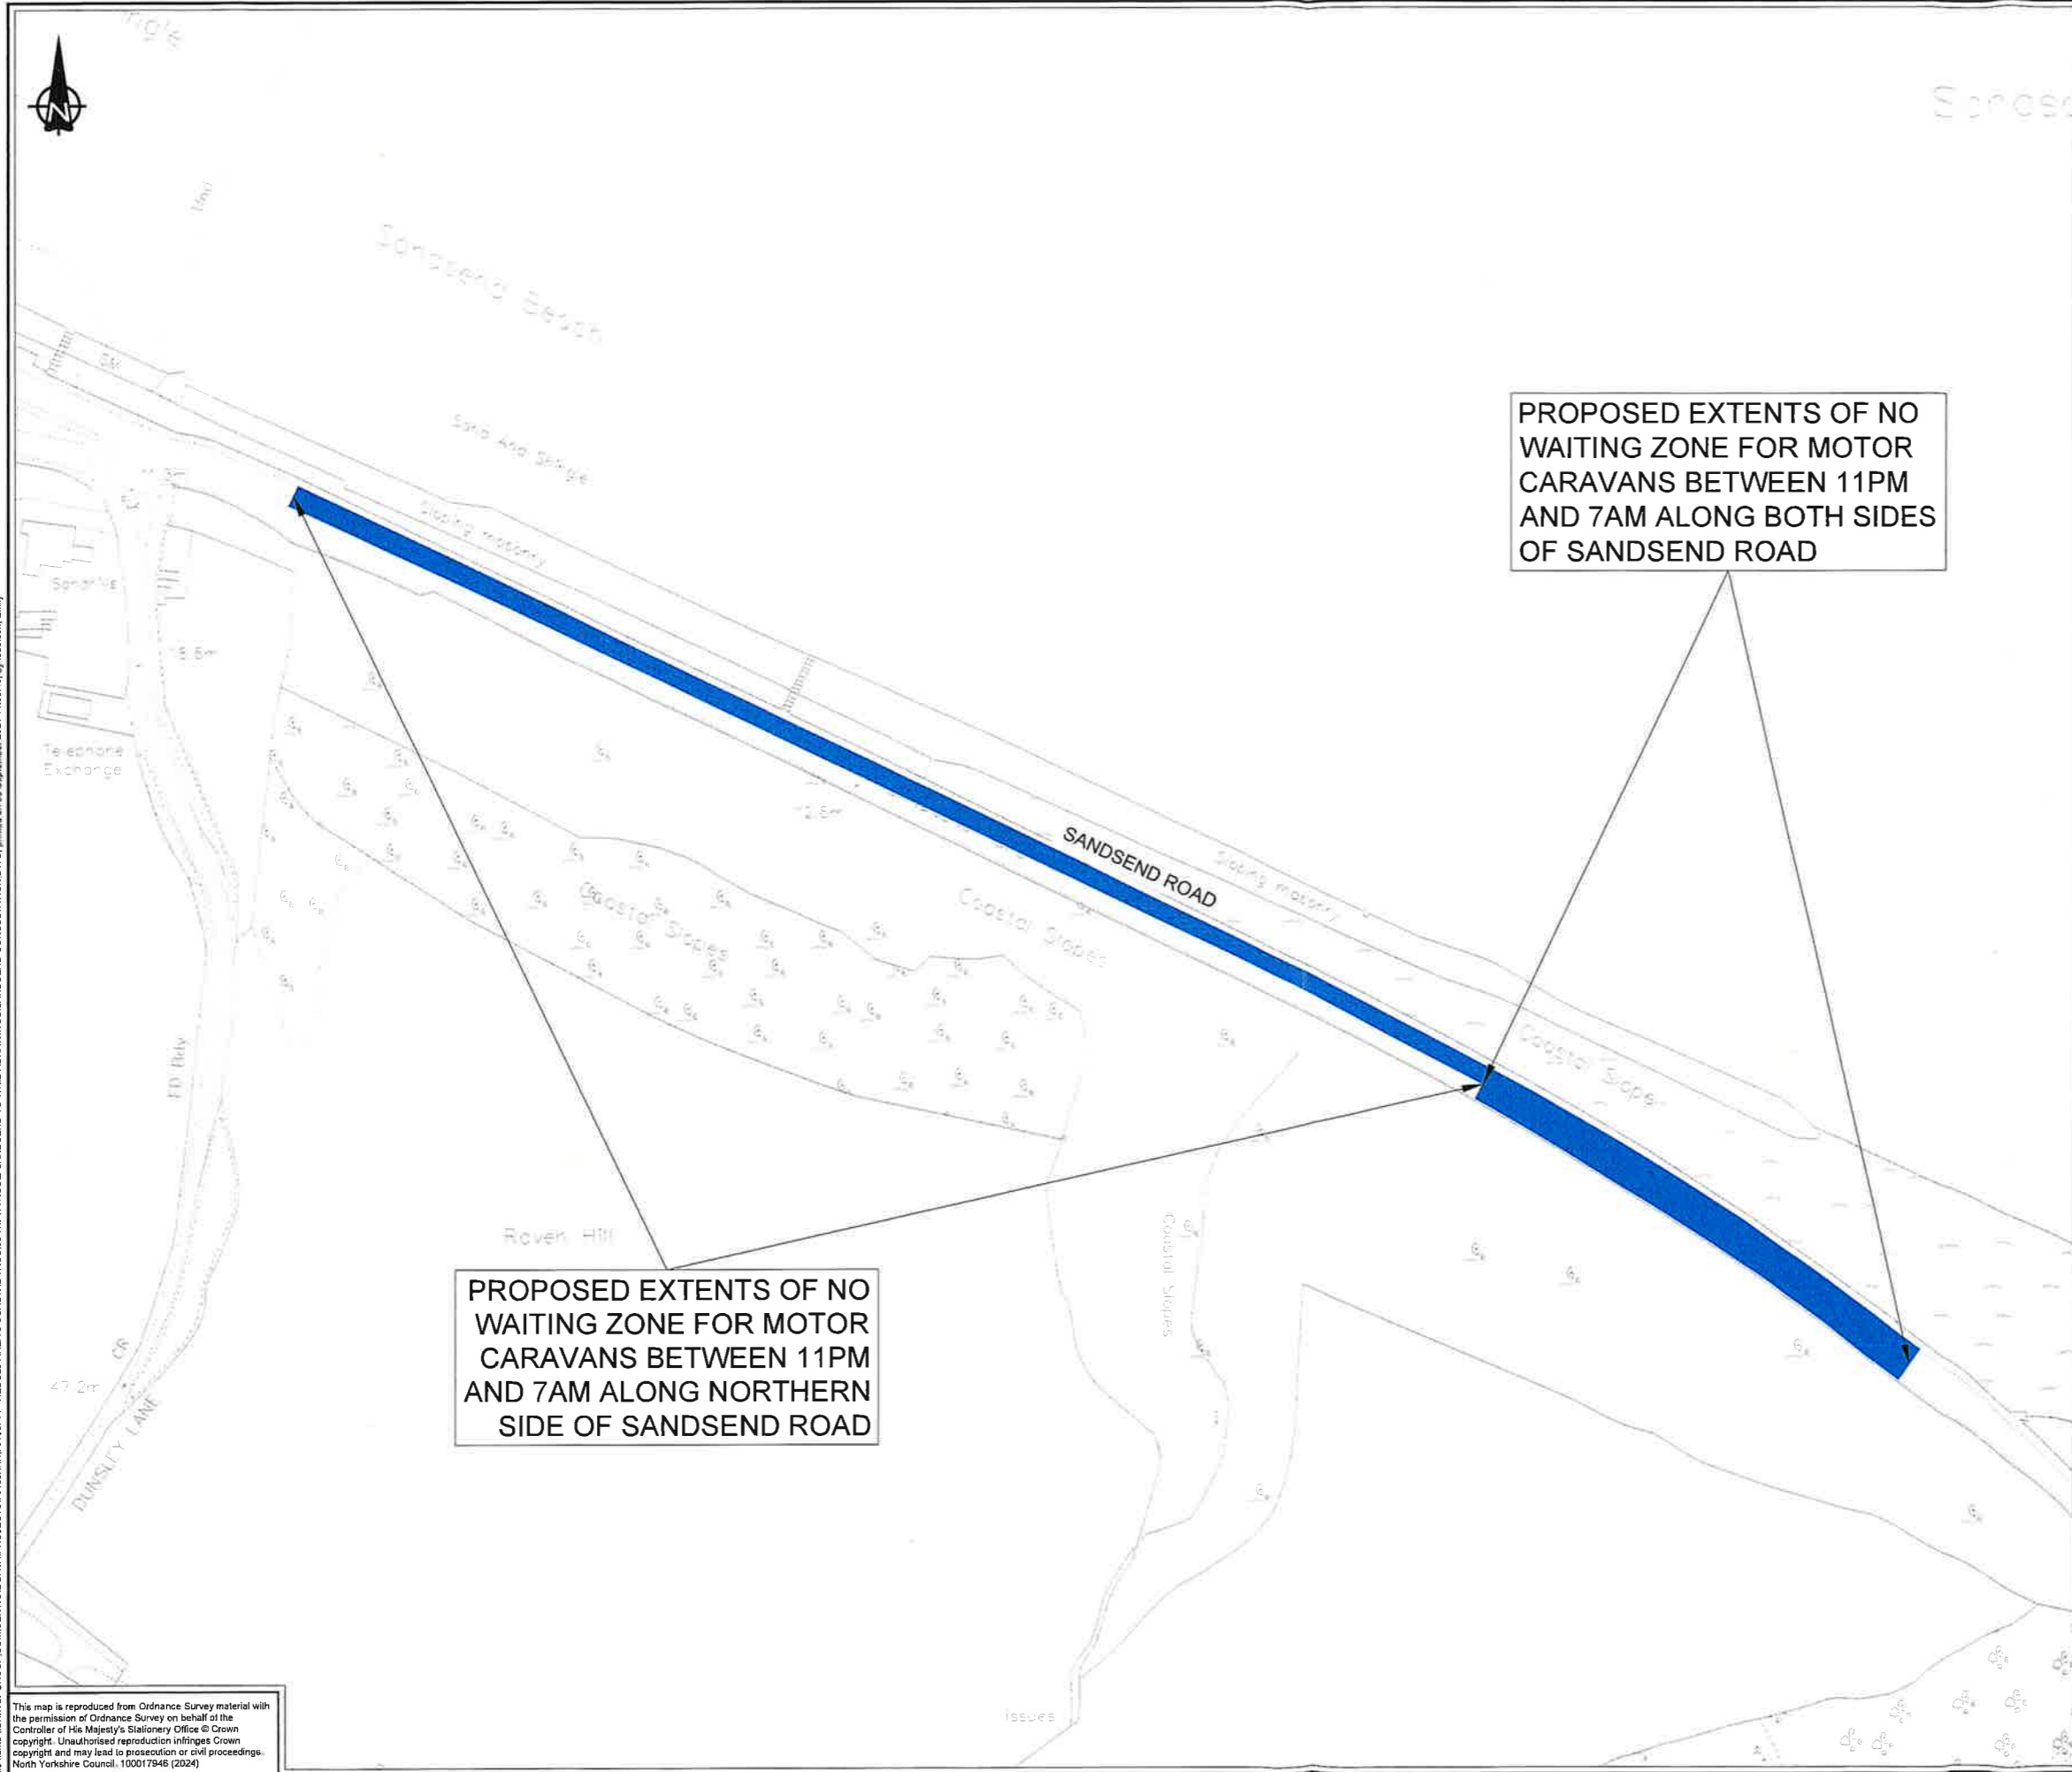 N
Sand And Shingle
Sloping masonry
PROPOSED EXTENTS OF NO
WAITING ZONE FOR MOTOR
CARAVANS BETWEEN 11PM
AND 7AM ALONG BOTH SIDES
OF SANDSEND ROAD
Telephone
Exchange
SANDSEND ROAD
Sloping masonry
Coastal Slopes
Coastal Slopes
Coastal Slope
ED Bdy
Raven Hill
Coastal Slopes
PROPOSED EXTENTS OF NO
WAITING ZONE FOR MOTOR
CARAVANS BETWEEN 11PM
AND 7AM ALONG NORTHERN
SIDE OF SANDSEND ROAD
CR
47.2m
DUNSLEY LANE
Issues
This map is reproduced from Ordnance Survey material with
the permission of Ordnance Survey on behalf of the
Controller of His Majesty's Stationery Office © Crown
copyright. Unauthorised reproduction infringes Crown
copyright and may lead to prosecution or civil proceedings.
North Yorkshire Council. 100017946 (2024)